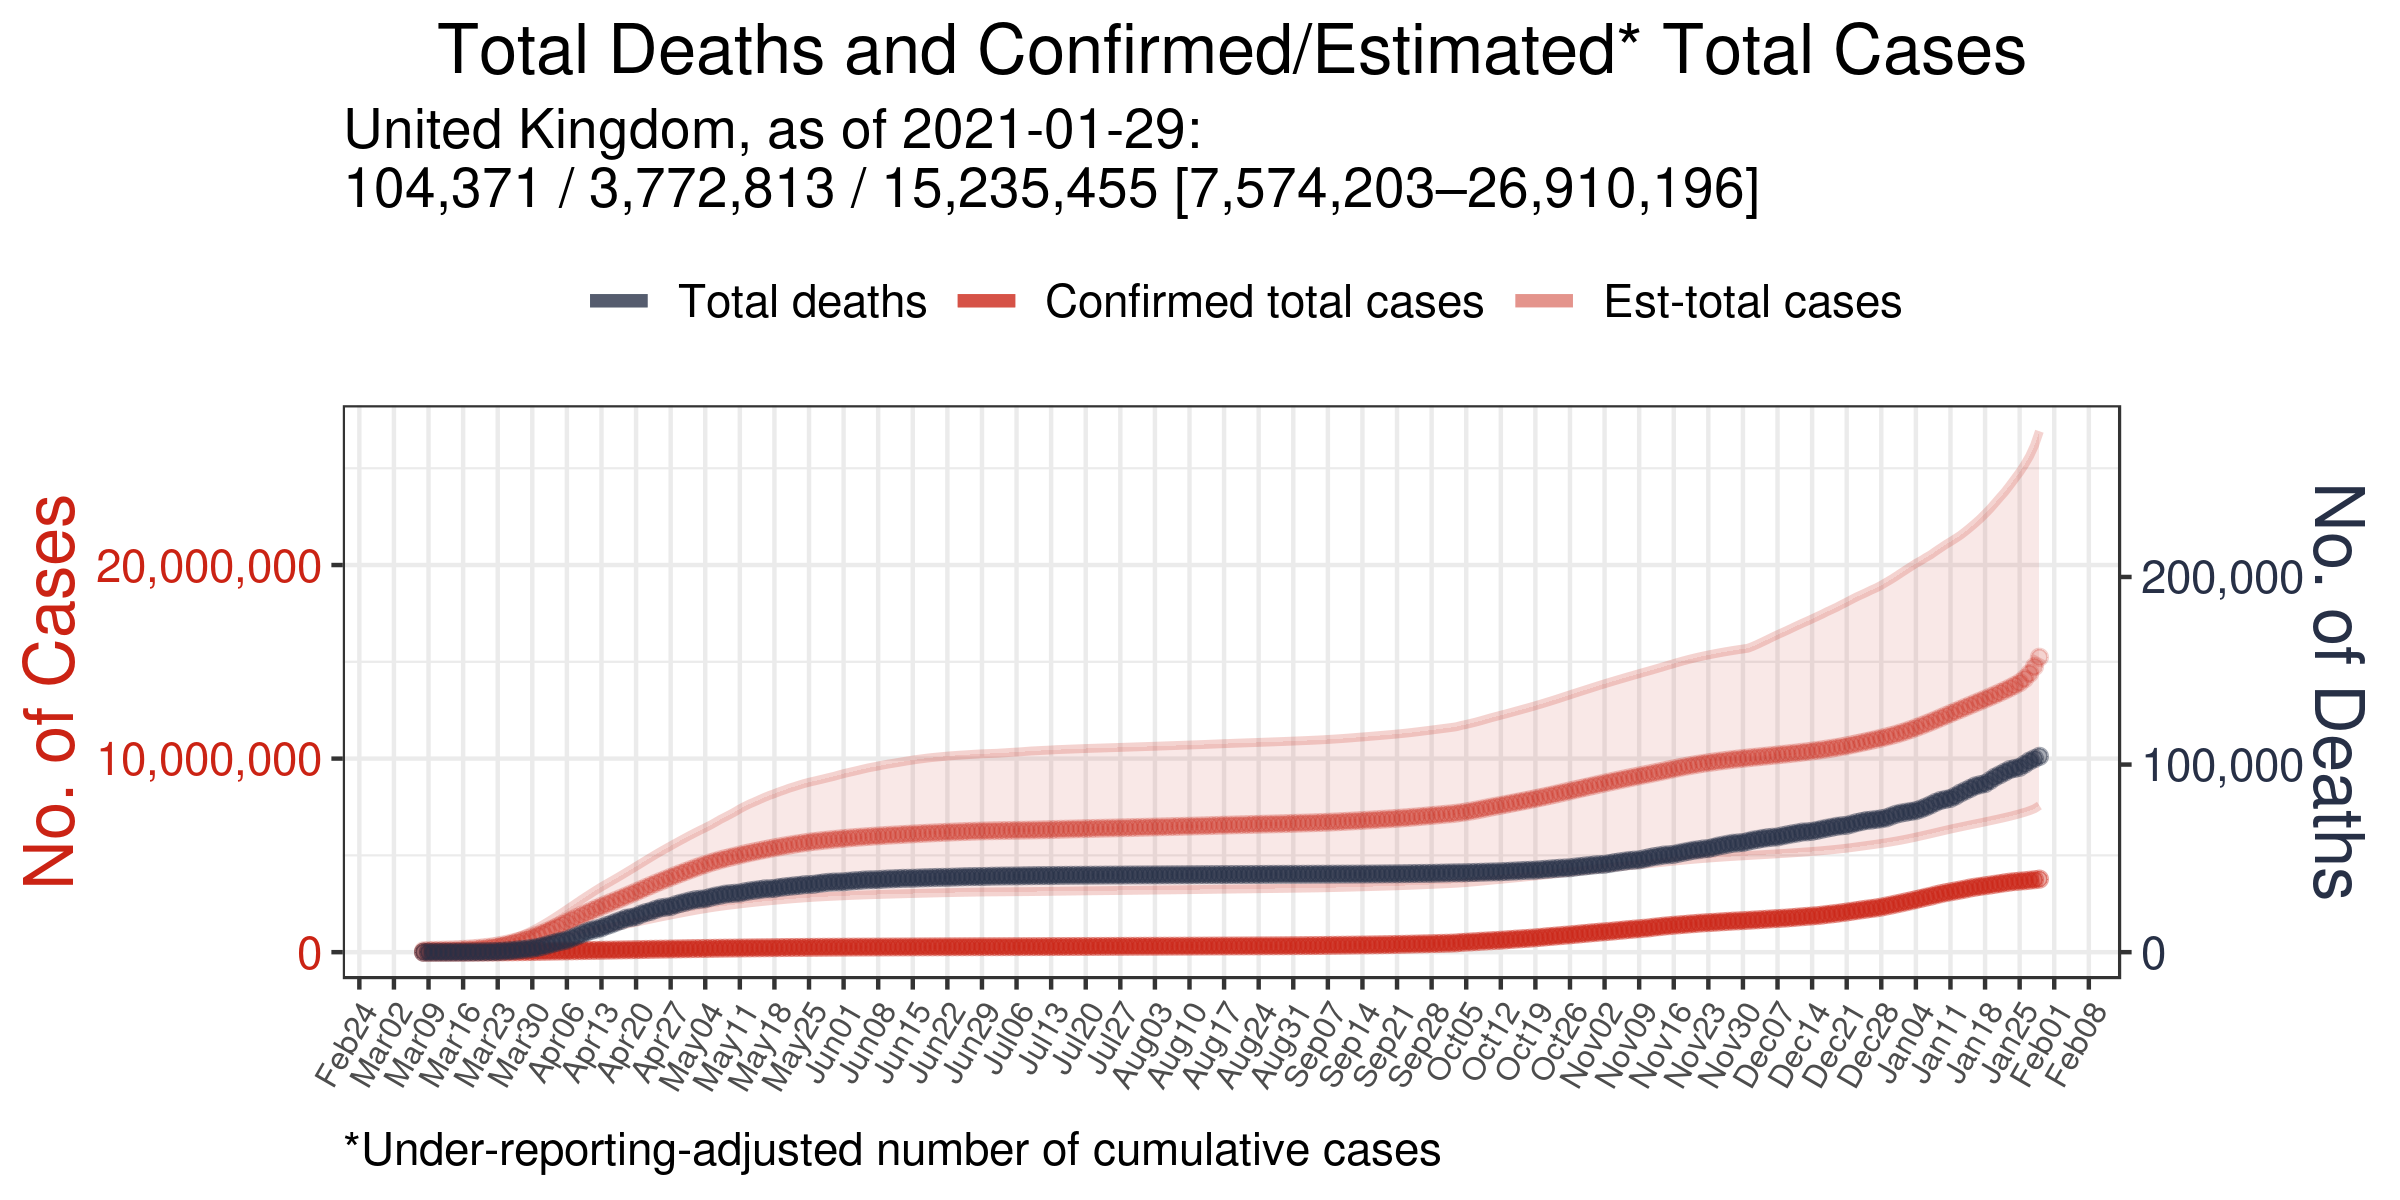 Total Deaths and Confirmed/Estimated* Total Cases
United Kingdom, as of 2021-01-29:
104,371 / 3,772,813 / 15,235,455 [7,574,203–26,910,196]
Total deaths
Confirmed total cases
Est-total cases
No. of Cases
20,000,000
10,000,000
0
200,000
100,000
0
No. of Deaths
Feb24
Mar02
Mar09
Mar16
Mar23
Mar30
Apr06
Apr13
Apr20
Apr27
May04
May11
May18
May25
Jun01
Jun08
Jun15
Jun22
Jun29
Jul06
Jul13
Jul20
Jul27
Aug03
Aug10
Aug17
Aug24
Aug31
Sep07
Sep14
Sep21
Sep28
Oct05
Oct12
Oct19
Oct26
Nov02
Nov09
Nov16
Nov23
Nov30
Dec07
Dec14
Dec21
Dec28
Jan04
Jan11
Jan18
Jan25
Feb01
Feb08
*Under-reporting-adjusted number of cumulative cases